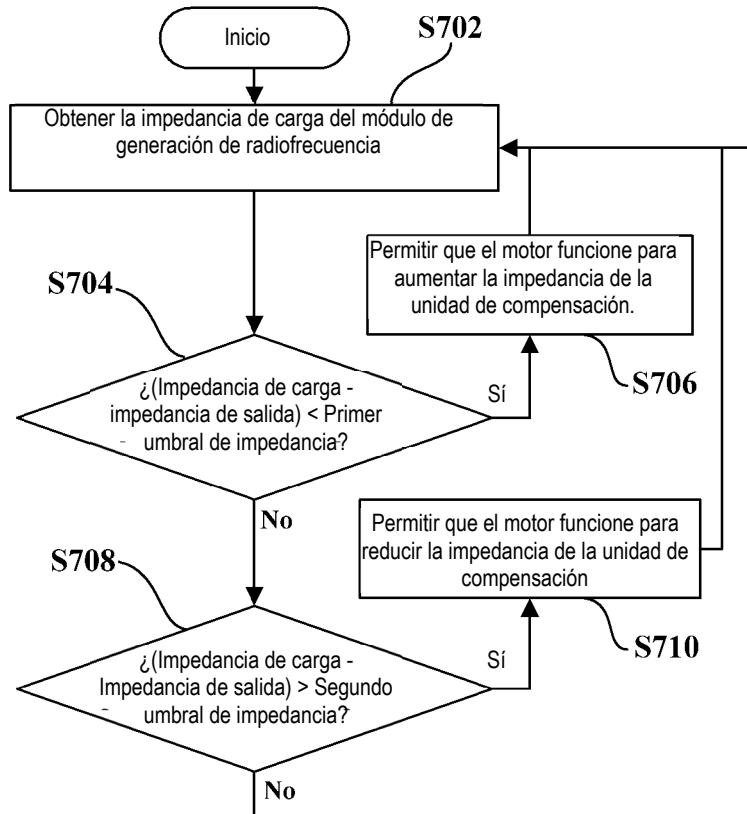 Inicio
S702
Obtener la impedancia de carga del módulo de
generación de radiofrecuencia
Permitir que el motor funcione para
aumentar la impedancia de la
unidad de compensación.
S704
S706
¿(Impedancia de carga -
impedancia de salida) < Primer
umbral de impedancia?
Sí
No
Permitir que el motor funcione para
reducir la impedancia de la unidad de
compensación
S708
S710
¿(Impedancia de carga -
Impedancia de salida) > Segundo
umbral de impedancia?
Sí
No